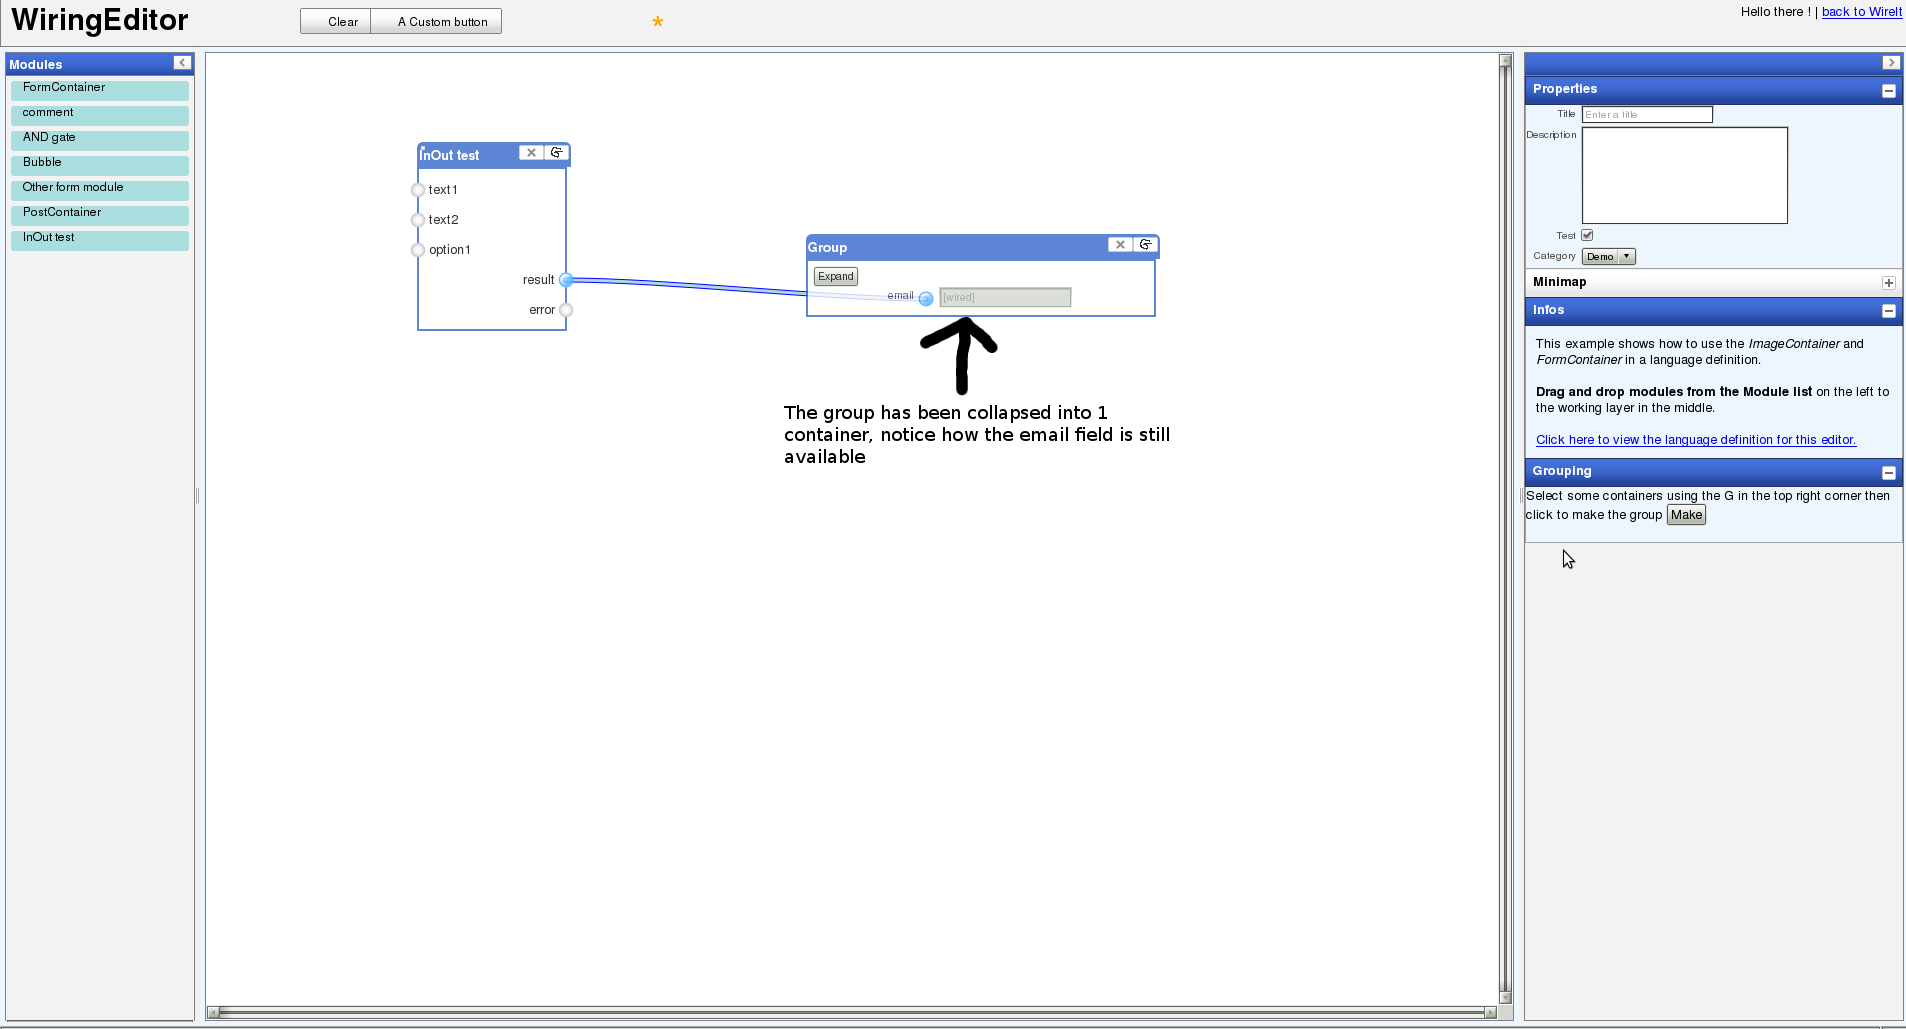 WiringEditor
Clear
A Custom button
*
Hello there ! | back to WireIt
Modules
FormContainer
comment
AND gate
Bubble
Other form module
PostContainer
InOut test
InOut test
text1
text2
option1
result
error
Group
Expand
email
[wired]
The group has been collapsed into 1
container, notice how the email field is still
available
Properties
Title
Enter a title
Description
Test
Category
Demo
Minimap
Infos
This example shows how to use the ImageContainer and
FormContainer in a language definition.
Drag and drop modules from the Module list on the left to
the working layer in the middle.
Click here to view the language definition for this editor.
Grouping
Select some containers using the G in the top right corner then
click to make the group Make